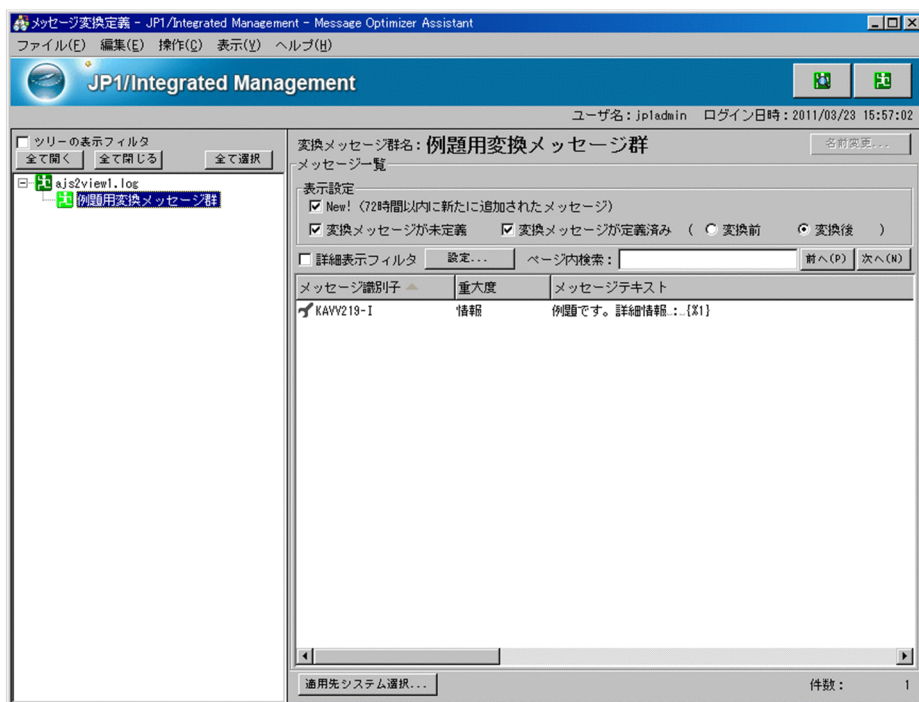 メッセージ変換定義 - JP1/Integrated Management - Message Optimizer Assistant
ファイル(F) 編集(E) 操作(O) 表示(V) ヘルプ(H)
JP1/Integrated Management
ユーザ名：jp1admin ログイン日時：2011/03/23 15:57:02
ツリーの表示フィルタ
全て開く 全て閉じる 全て選択
ajs2view1.log
例題用変換メッセージ群
変換メッセージ群名：例題用変換メッセージ群 名前変更...
メッセージ一覧
表示設定
New!（72時間以内に新たに追加されたメッセージ）
変換メッセージが未定義 変換メッセージが定義済み （ 変換前 変換後 ）
詳細表示フィルタ 設定... ページ内検索： 前へ(P) 次へ(N)
メッセージ識別子 重大度 メッセージテキスト
KAVV219-I 情報 例題です。詳細情報_:_{%1}
適用先システム選択... 件数： 1